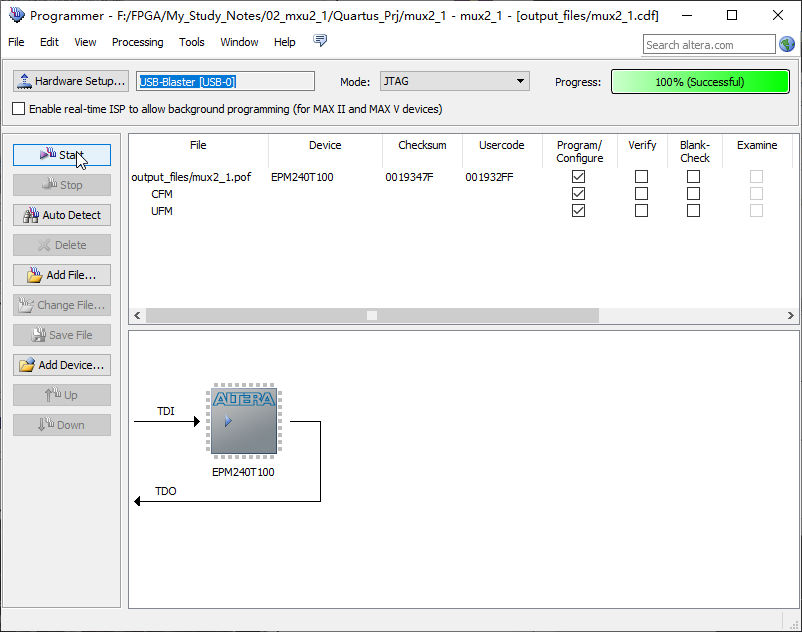 Programmer - F:/FPGA/My_Study_Notes/02_mxu2_1/Quartus_Prj/mux2_1 - mux2_1 - [output_files/mux2_1.cdf]
File Edit View Processing Tools Window Help
Search altera.com
Hardware Setup... USB-Blaster [USB-0] Mode: JTAG Progress: 100% (Successful)
Enable real-time ISP to allow background programming (for MAX II and MAX V devices)
Start
Stop
Auto Detect
Delete
Add File...
Change File...
Save File
Add Device...
Up
Down
File Device Checksum Usercode Program/ Verify Blank- Examine
Configure Check
output_files/mux2_1.pof EPM240T100 0019347F 001932FF
CFM
UFM
ALTERA
TDI
EPM240T100
TDO